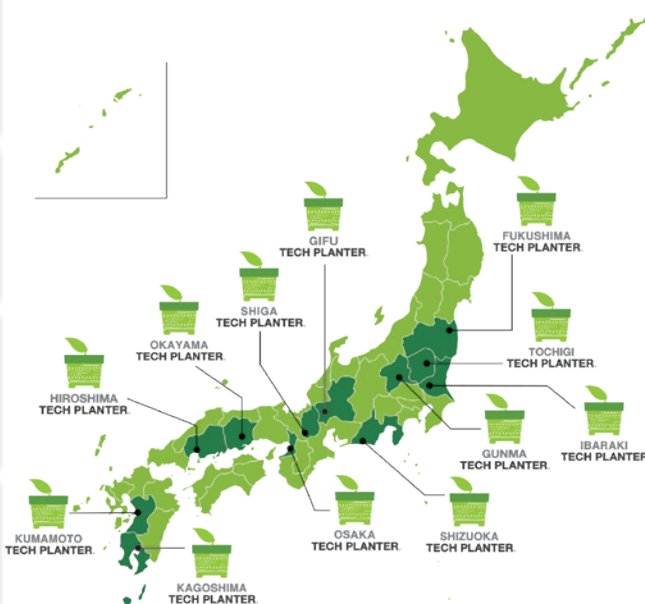 FUKUSHIMA
TECH PLANTER.
GIFU
TECH PLANTER.
SHIGA
TECH PLANTER.
OKAYAMA
TECH PLANTER.
TOCHIGI
TECH PLANTER.
HIROSHIMA
TECH PLANTER.
IBARAKI
TECH PLANTER
GUNMA
TECH PLANTER.
OSAKA
TECH PLANTER.
SHIZUOKA
TECH PLANTER.
KUMAMOTO
TECH PLANTER.
KAGOSHIMA
TECH PLANTER.